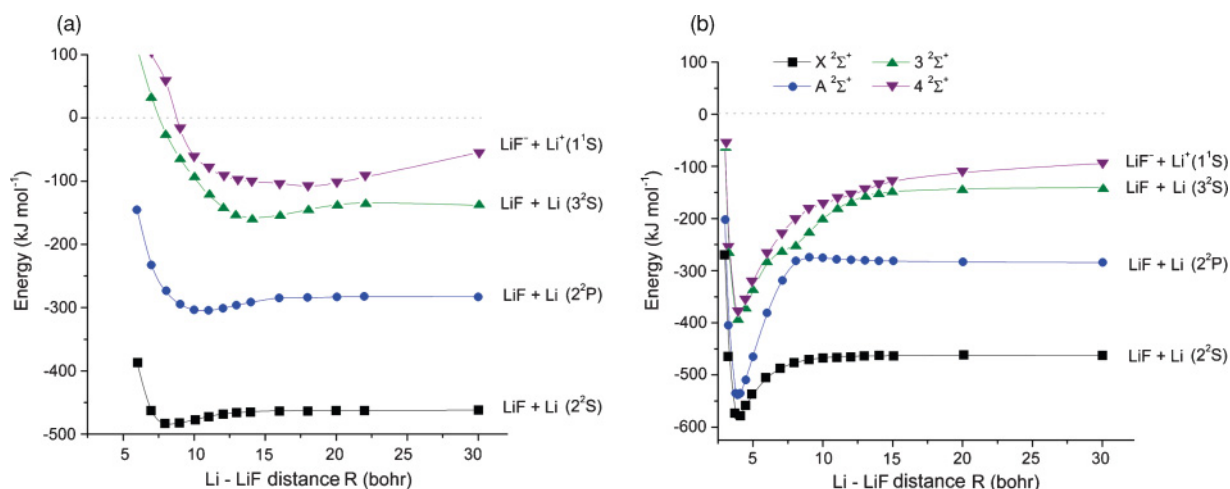 (a)
100
0
-100
-200
-300
-400
-500
Energy (kJ mol⁻¹)
5 10 15 20 25 30
Li - LiF distance R (bohr)
LiF⁻ + Li⁺(1¹S)
LiF + Li (3²S)
LiF + Li (2²P)
LiF + Li (2²S)
(b)
X ²Σ⁺ 3 ²Σ⁺
A ²Σ⁺ 4 ²Σ⁺
100
0
-100
-200
-300
-400
-500
-600
Energy (kJ mol⁻¹)
5 10 15 20 25 30
Li - LiF distance R (bohr)
LiF⁻ + Li⁺(1¹S)
LiF + Li (3²S)
LiF + Li (2²P)
LiF + Li (2²S)